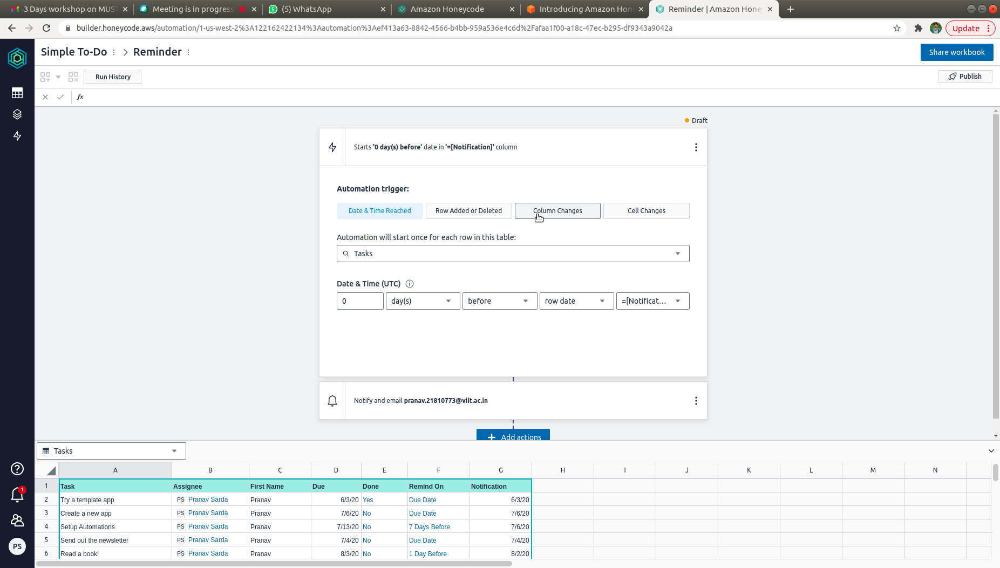 3 Days workshop on MUS
Meeting is in progress
(5) WhatsApp
Amazon Honeycode
Introducing Amazon Hon
Reminder | Amazon Hone
builder.honeycode.aws/automation/1-us-west-2%3A122162422134%3Aautomation%3Aef413a63-8842-4566-b4bb-959a536e4c6d%2Fafaa1f00-a18c-47ec-b295-df9343a9042a
Update
Simple To-Do
Reminder
Share workbook
Run History
Publish
fx
Draft
Starts '0 day(s) before' date in '=[Notification]' column
Automation trigger:
Date & Time Reached
Row Added or Deleted
Column Changes
Cell Changes
Automation will start once for each row in this table:
Tasks
Date & Time (UTC)
0
day(s)
before
row date
=[Notificat...
Notify and email pranav.21810773@viit.ac.in
Add actions
Tasks
A B C D E F G H I J K L M N
1 Task Assignee First Name Due Done Remind On Notification
2 Try a template app PS Pranav Sarda Pranav 6/3/20 Yes Due Date 6/3/20
3 Create a new app PS Pranav Sarda Pranav 7/6/20 No Due Date 7/6/20
4 Setup Automations PS Pranav Sarda Pranav 7/13/20 No 7 Days Before 7/6/20
5 Send out the newsletter PS Pranav Sarda Pranav 7/4/20 No Due Date 7/4/20
6 Read a book! PS Pranav Sarda Pranav 8/3/20 No 1 Day Before 8/2/20
1
PS